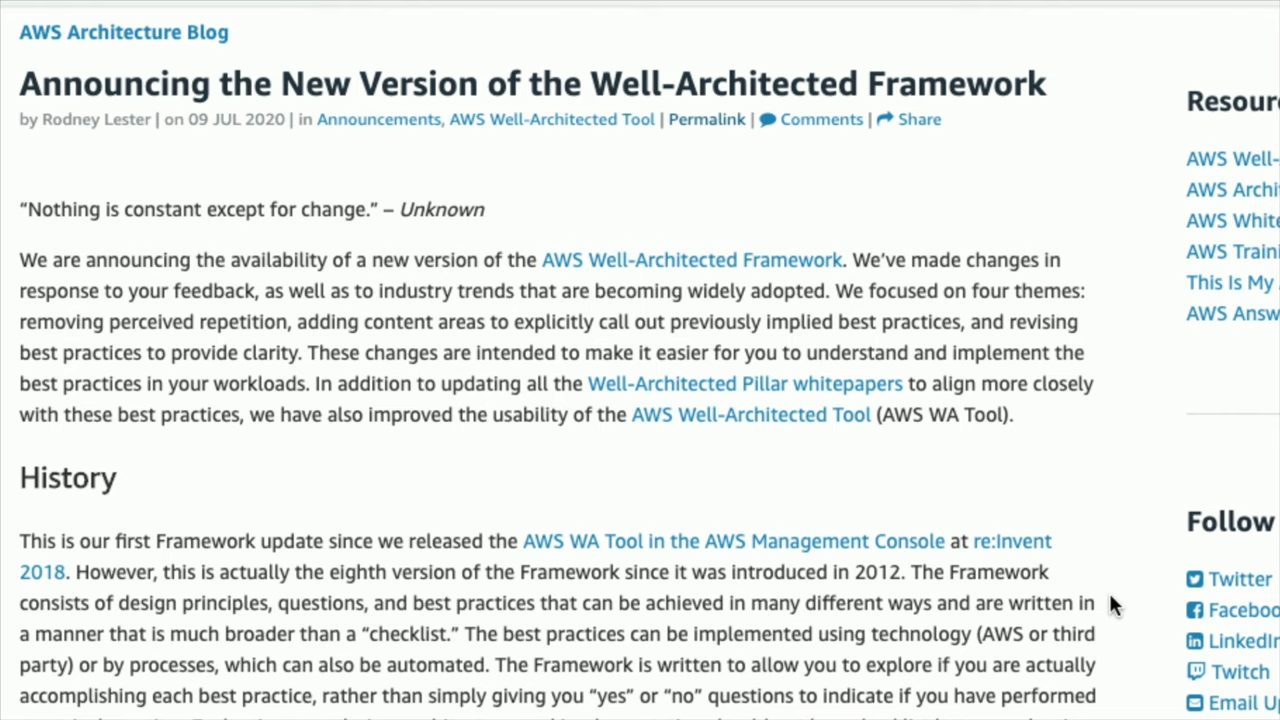 AWS Architecture Blog
Announcing the New Version of the Well-Architected Framework
by Rodney Lester | on 09 JUL 2020 | in Announcements, AWS Well-Architected Tool | Permalink | Comments | Share
“Nothing is constant except for change.” – Unknown
We are announcing the availability of a new version of the AWS Well-Architected Framework. We’ve made changes in
response to your feedback, as well as to industry trends that are becoming widely adopted. We focused on four themes:
removing perceived repetition, adding content areas to explicitly call out previously implied best practices, and revising
best practices to provide clarity. These changes are intended to make it easier for you to understand and implement the
best practices in your workloads. In addition to updating all the Well-Architected Pillar whitepapers to align more closely
with these best practices, we have also improved the usability of the AWS Well-Architected Tool (AWS WA Tool).
History
This is our first Framework update since we released the AWS WA Tool in the AWS Management Console at re:Invent
2018. However, this is actually the eighth version of the Framework since it was introduced in 2012. The Framework
consists of design principles, questions, and best practices that can be achieved in many different ways and are written in
a manner that is much broader than a “checklist.” The best practices can be implemented using technology (AWS or third
party) or by processes, which can also be automated. The Framework is written to allow you to explore if you are actually
accomplishing each best practice, rather than simply giving you “yes” or “no” questions to indicate if you have performed
Resour
AWS Well-
AWS Archi
AWS White
AWS Traini
This Is My
AWS Answ
Follow
Twitter
Faceboo
LinkedIn
Twitch
Email U